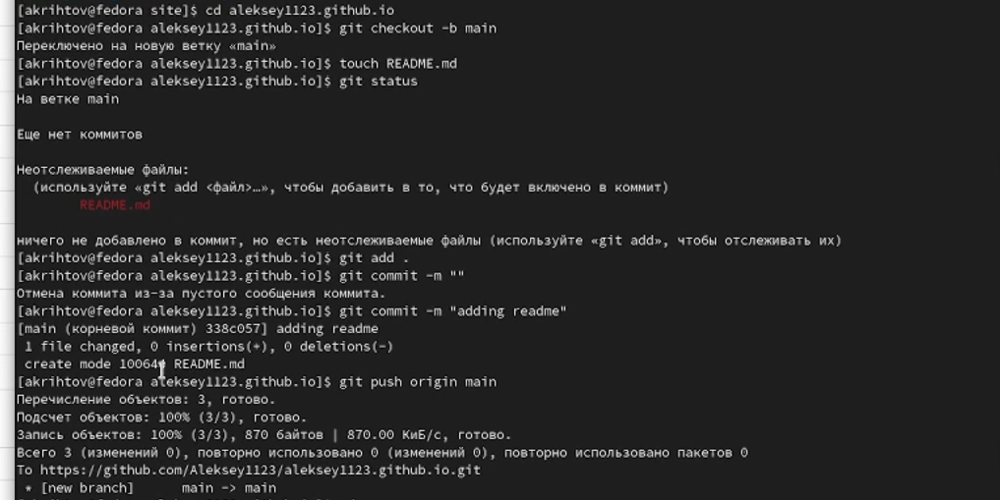 [akrihtov@fedora site]$ cd aleksey1123.github.io
[akrihtov@fedora aleksey1123.github.io]$ git checkout -b main
Переключено на новую ветку «main»
[akrihtov@fedora aleksey1123.github.io]$ touch README.md
[akrihtov@fedora aleksey1123.github.io]$ git status
На ветке main
Еще нет коммитов
Неотслеживаемые файлы:
(используйте «git add <файл>…», чтобы добавить в то, что будет включено в коммит)
README.md
ничего не добавлено в коммит, но есть неотслеживаемые файлы (используйте «git add», чтобы отслеживать их)
[akrihtov@fedora aleksey1123.github.io]$ git add .
[akrihtov@fedora aleksey1123.github.io]$ git commit -m ""
Отмена коммита из-за пустого сообщения коммита.
[akrihtov@fedora aleksey1123.github.io]$ git commit -m "adding readme"
[main (корневой коммит) 338c057] adding readme
1 file changed, 0 insertions(+), 0 deletions(-)
create mode 100644 README.md
[akrihtov@fedora aleksey1123.github.io]$ git push origin main
Перечисление объектов: 3, готово.
Подсчет объектов: 100% (3/3), готово.
Запись объектов: 100% (3/3), 870 байтов | 870.00 КиБ/с, готово.
Всего 3 (изменений 0), повторно использовано 0 (изменений 0), повторно использовано пакетов 0
To https://github.com/Aleksey1123/aleksey1123.github.io.git
* [new branch] main -> main